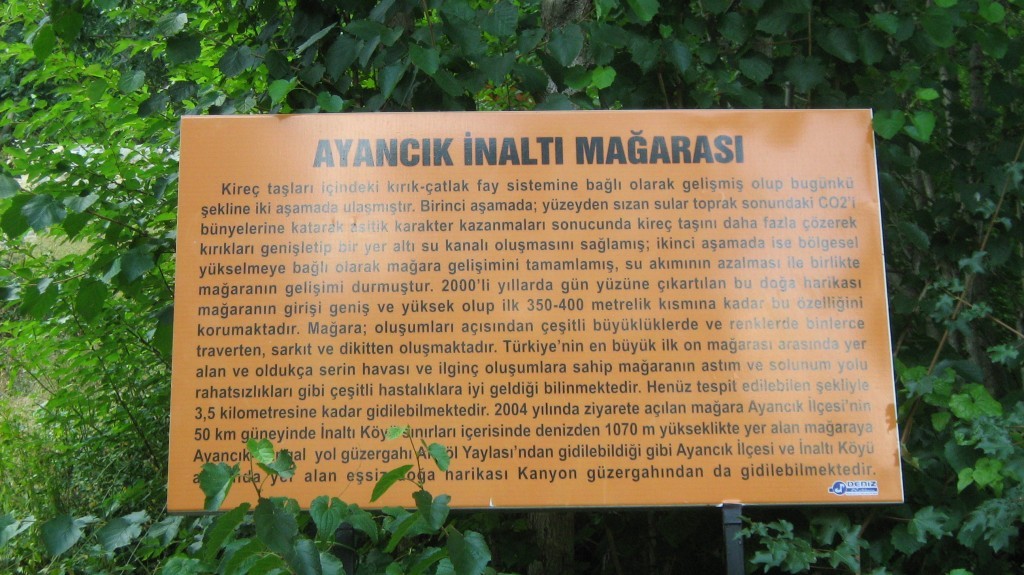 AYANCIK İNALTI MAĞARASI
Kireç taşları içindeki kırık-çatlak fay sistemine bağlı olarak gelişmiş olup bugünkü
şekline iki aşamada ulaşmıştır. Birinci aşamada; yüzeyden sızan sular toprak sonundaki CO2'i
bünyelerine katarak asitik karakter kazanmaları sonucunda kireç taşını daha fazla çözerek
kırıkları genişletip bir yer altı su kanalı oluşmasını sağlamış; ikinci aşamada ise bölgesel
yükselmeye bağlı olarak mağara gelişimini tamamlamış, su akımının azalması ile birlikte
mağaranın gelişimi durmuştur. 2000'li yıllarda gün yüzüne çıkartılan bu doğa harikası
mağaranın girişi geniş ve yüksek olup ilk 350-400 metrelik kısmına kadar bu özelliğini
korumaktadır. Mağara; oluşumları açısından çeşitli büyüklüklerde ve renklerde binlerce
traverten, sarkıt ve dikitten oluşmaktadır. Türkiye'nin en büyük ilk on mağarası arasında yer
alan ve oldukça serin havası ve ilginç oluşumlara sahip mağaranın astım ve solunum yolu
rahatsızlıkları gibi çeşitli hastalıklara iyi geldiği bilinmektedir. Henüz tespit edilebilen şekliyle
3,5 kilometresine kadar gidilebilmektedir. 2004 yılında ziyarete açılan mağara Ayancık İlçesi'nin
50 km güneyinde İnaltı Köyü sınırları içerisinde denizden 1070 m yükseklikte yer alan mağaraya
Ayancık yol güzergahı Yaylası'ndan gidilebildiği gibi Ayancık İlçesi ve İnaltı Köyü
yer alan eşsiz doğa harikası Kanyon güzergahından da gidilebilmektedir.
DENİZ